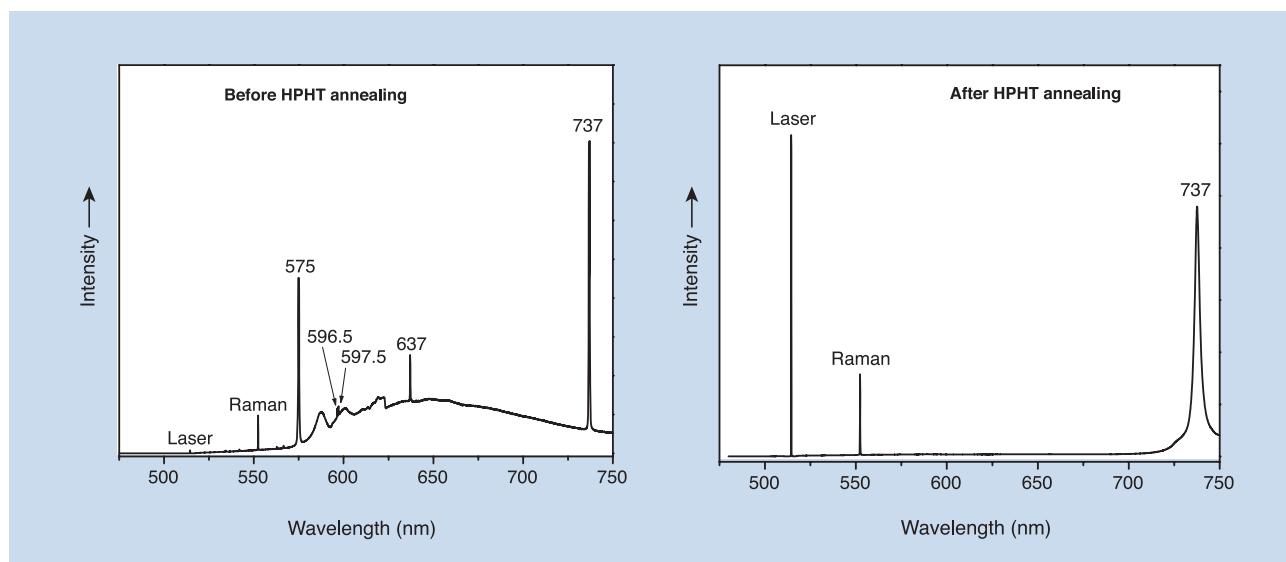 Before HPHT annealing
737
575
596.5
597.5
637
Raman
Laser
Intensity
500 550 600 650 700 750
Wavelength (nm)
After HPHT annealing
Laser
737
Raman
Intensity
500 550 600 650 700 750
Wavelength (nm)